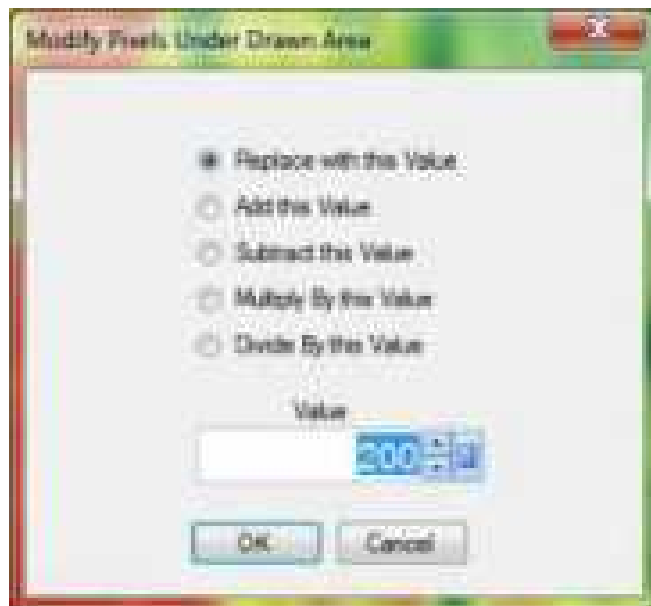 Modify Pixels Under Drawn Area
Replace with this Value
Add this Value
Subtract this Value
Multiply By this Value
Divide By this Value
Value
200
OK
Cancel